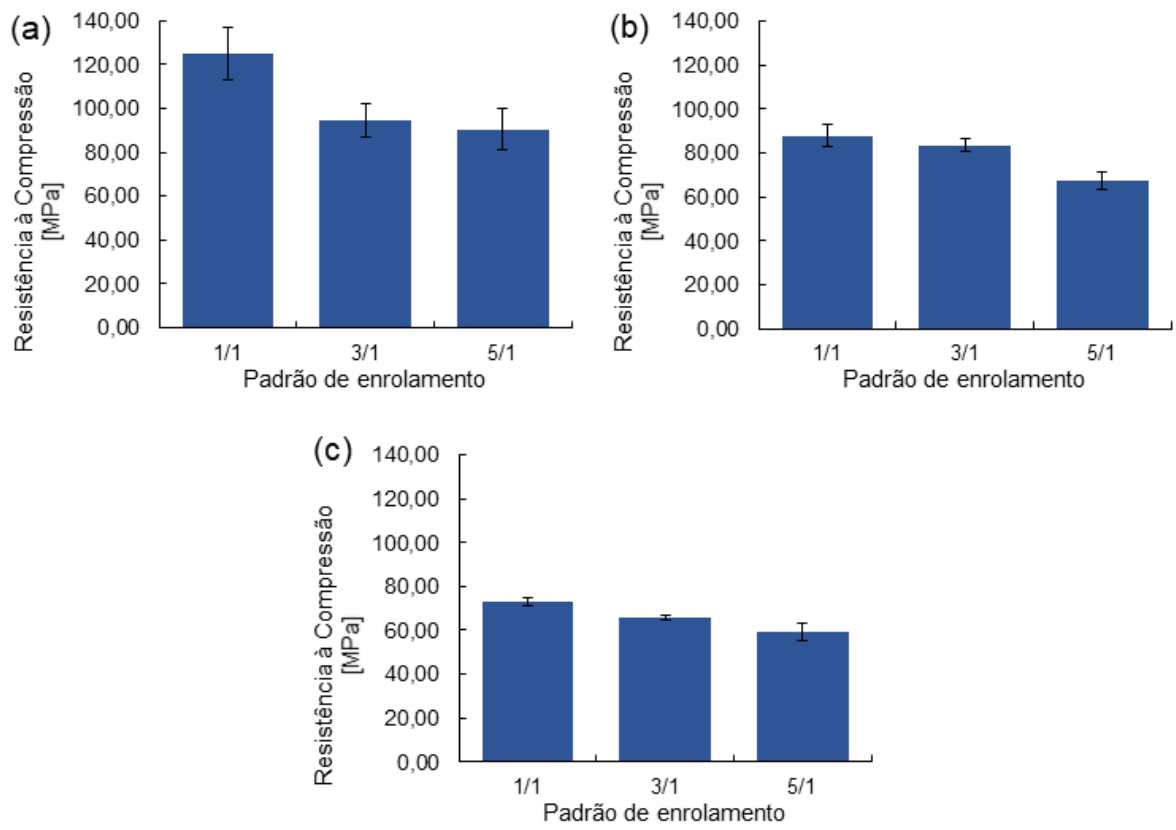 (a)
Resistência à Compressão
[MPa]
140,00
120,00
100,00
80,00
60,00
40,00
20,00
0,00
1/1 3/1 5/1
Padrão de enrolamento
(b)
Resistência à Compressão
[MPa]
140,00
120,00
100,00
80,00
60,00
40,00
20,00
0,00
1/1 3/1 5/1
Padrão de enrolamento
(c)
Resistência à Compressão
[MPa]
140,00
120,00
100,00
80,00
60,00
40,00
20,00
0,00
1/1 3/1 5/1
Padrão de enrolamento